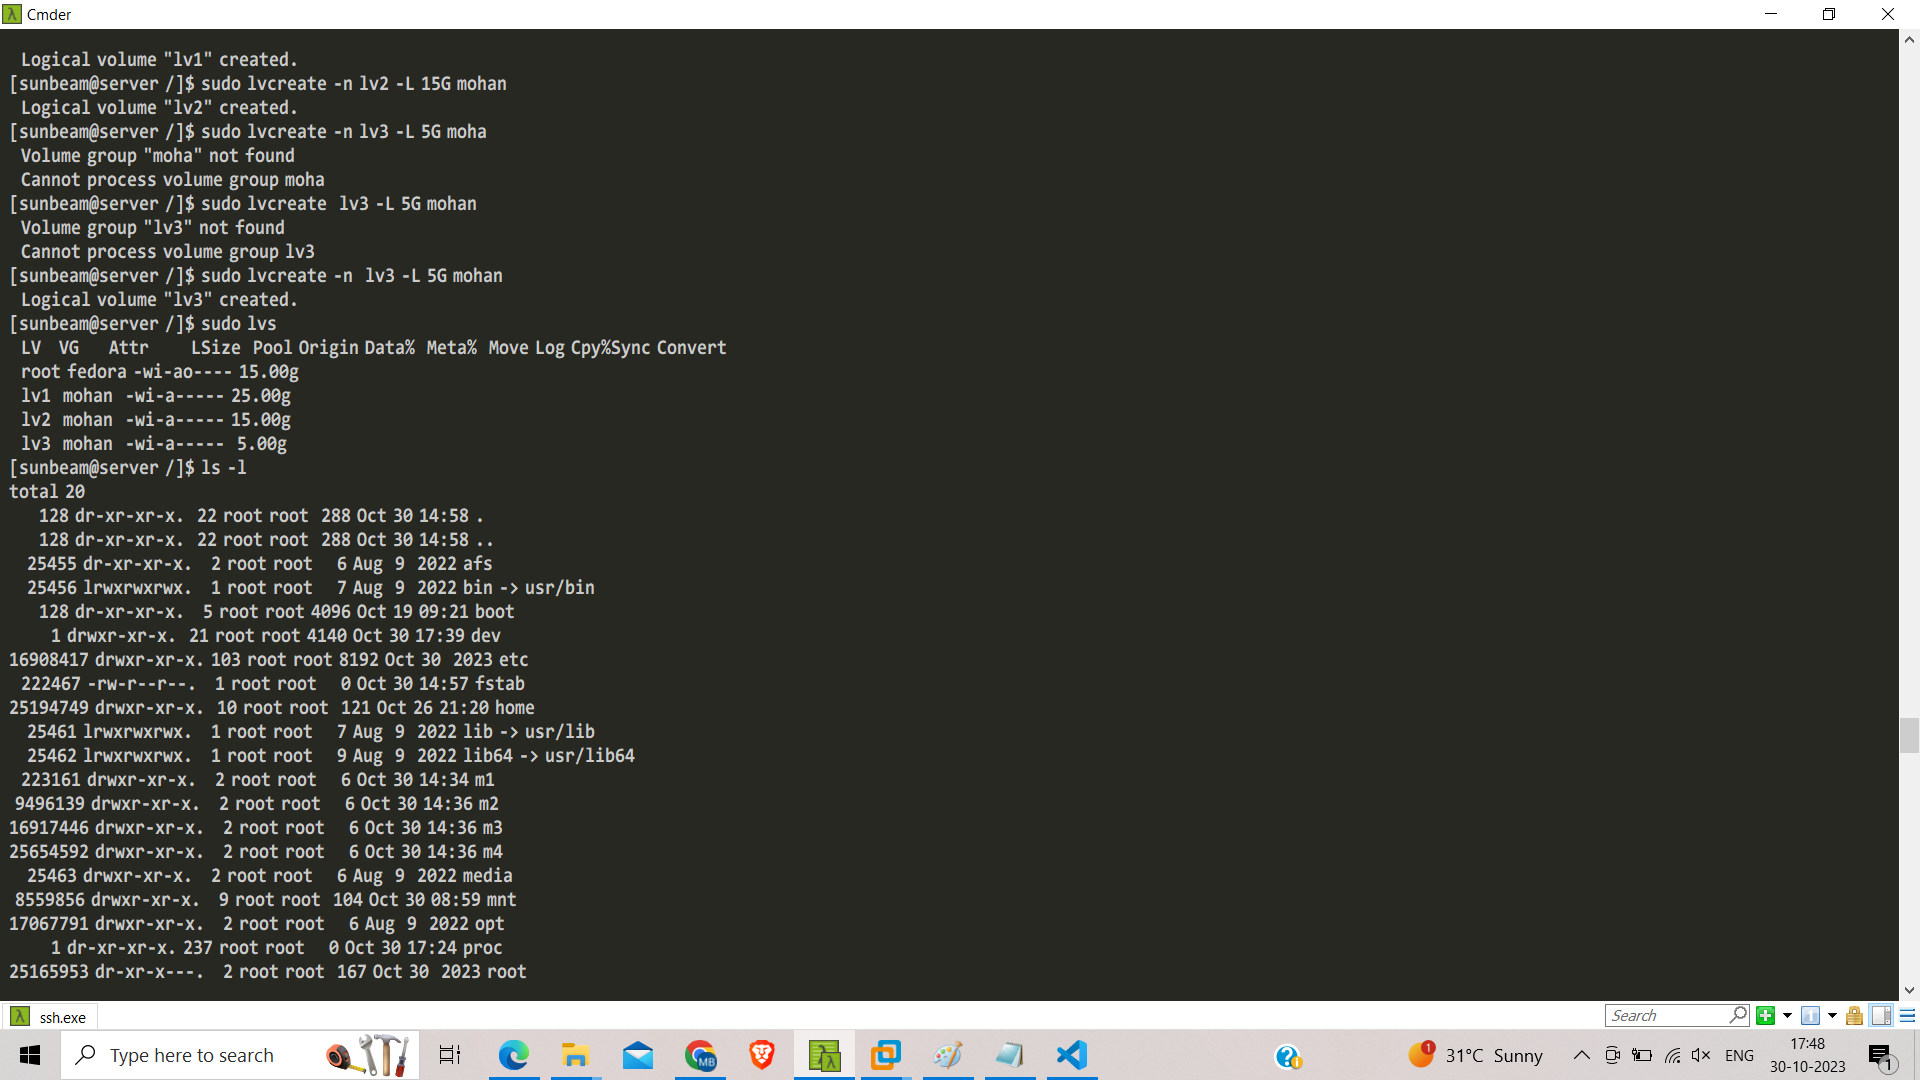 Cmder
Logical volume "lv1" created.
[sunbeam@server /]$ sudo lvcreate -n lv2 -L 15G mohan
Logical volume "lv2" created.
[sunbeam@server /]$ sudo lvcreate -n lv3 -L 5G moha
Volume group "moha" not found
Cannot process volume group moha
[sunbeam@server /]$ sudo lvcreate  lv3 -L 5G mohan
Volume group "lv3" not found
Cannot process volume group lv3
[sunbeam@server /]$ sudo lvcreate -n  lv3 -L 5G mohan
Logical volume "lv3" created.
[sunbeam@server /]$ sudo lvs
LV   VG     Attr       LSize  Pool Origin Data%  Meta%  Move Log Cpy%Sync Convert
root fedora -wi-ao---- 15.00g
lv1  mohan  -wi-a----- 25.00g
lv2  mohan  -wi-a----- 15.00g
lv3  mohan  -wi-a-----  5.00g
[sunbeam@server /]$ ls -l
total 20
128 dr-xr-xr-x.  22 root root  288 Oct 30 14:58 .
128 dr-xr-xr-x.  22 root root  288 Oct 30 14:58 ..
25455 dr-xr-xr-x.   2 root root    6 Aug  9  2022 afs
25456 lrwxrwxrwx.   1 root root    7 Aug  9  2022 bin -> usr/bin
128 dr-xr-xr-x.   5 root root 4096 Oct 19 09:21 boot
1 drwxr-xr-x.  21 root root 4140 Oct 30 17:39 dev
16908417 drwxr-xr-x. 103 root root 8192 Oct 30  2023 etc
222467 -rw-r--r--.   1 root root    0 Oct 30 14:57 fstab
25194749 drwxr-xr-x.  10 root root  121 Oct 26 21:20 home
25461 lrwxrwxrwx.   1 root root    7 Aug  9  2022 lib -> usr/lib
25462 lrwxrwxrwx.   1 root root    9 Aug  9  2022 lib64 -> usr/lib64
223161 drwxr-xr-x.   2 root root    6 Oct 30 14:34 m1
9496139 drwxr-xr-x.   2 root root    6 Oct 30 14:36 m2
16917446 drwxr-xr-x.   2 root root    6 Oct 30 14:36 m3
25654592 drwxr-xr-x.   2 root root    6 Oct 30 14:36 m4
25463 drwxr-xr-x.   2 root root    6 Aug  9  2022 media
8559856 drwxr-xr-x.   9 root root  104 Oct 30 08:59 mnt
17067791 drwxr-xr-x.   2 root root    6 Aug  9  2022 opt
1 dr-xr-xr-x. 237 root root    0 Oct 30 17:24 proc
25165953 dr-xr-x---.   2 root root  167 Oct 30  2023 root
ssh.exe
Search
Type here to search
MB
1
31°C Sunny
ENG
17:48
30-10-2023
1